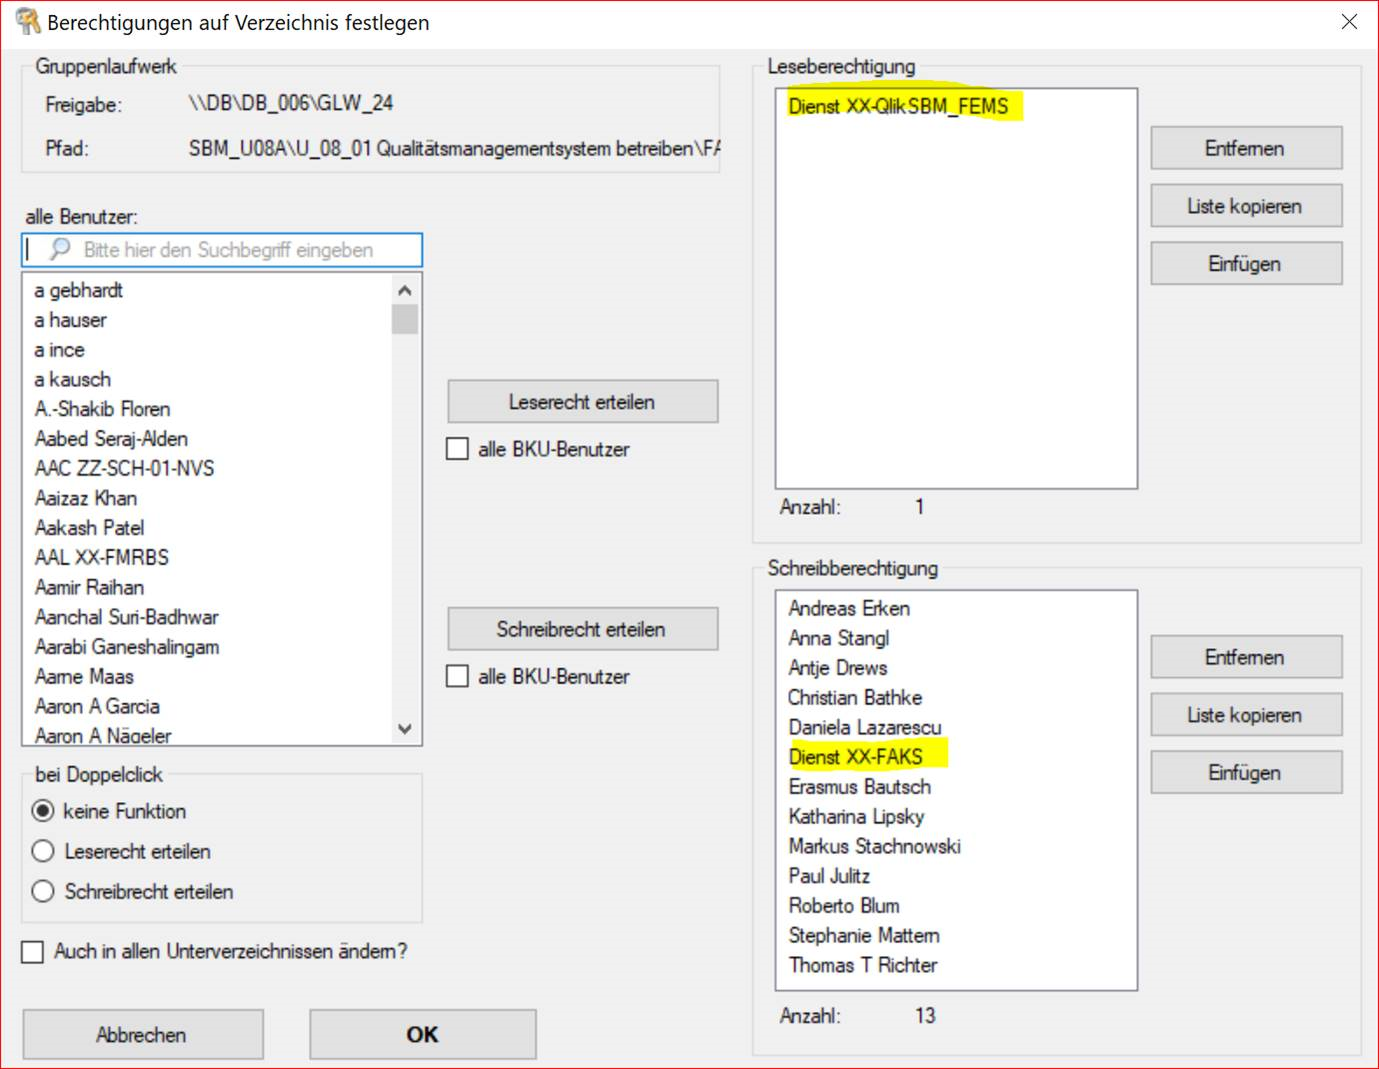 Berechtigungen auf Verzeichnis festlegen
Gruppenlaufwerk
Freigabe: \\DB\DB_006\GLW_24
Pfad: SBM_U08A\U_08_01 Qualitätsmanagementsystem betreiben\FA
alle Benutzer:
Bitte hier den Suchbegriff eingeben
a gebhardt
a hauser
a ince
a kausch
A.-Shakib Floren
Aabed Seraj-Alden
AAC ZZ-SCH-01-NVS
Aaizaz Khan
Aakash Patel
AAL XX-FMRBS
Aamir Raihan
Aanchal Suri-Badhwar
Aarabi Ganeshalingam
Aarne Maas
Aaron A Garcia
Aaron A Nägeler
bei Doppelclick
keine Funktion
Leserecht erteilen
Schreibrecht erteilen
Auch in allen Unterverzeichnissen ändern?
Abbrechen
OK
Leserecht erteilen
alle BKU-Benutzer
Schreibrecht erteilen
alle BKU-Benutzer
Leseberechtigung
Dienst XX-QlikSBM_FEMS
Entfernen
Liste kopieren
Einfügen
Anzahl: 1
Schreibberechtigung
Andreas Erken
Anna Stangl
Antje Drews
Christian Bathke
Daniela Lazarescu
Dienst XX-FAKS
Erasmus Bautsch
Katharina Lipsky
Markus Stachnowski
Paul Julitz
Roberto Blum
Stephanie Mattern
Thomas T Richter
Entfernen
Liste kopieren
Einfügen
Anzahl: 13